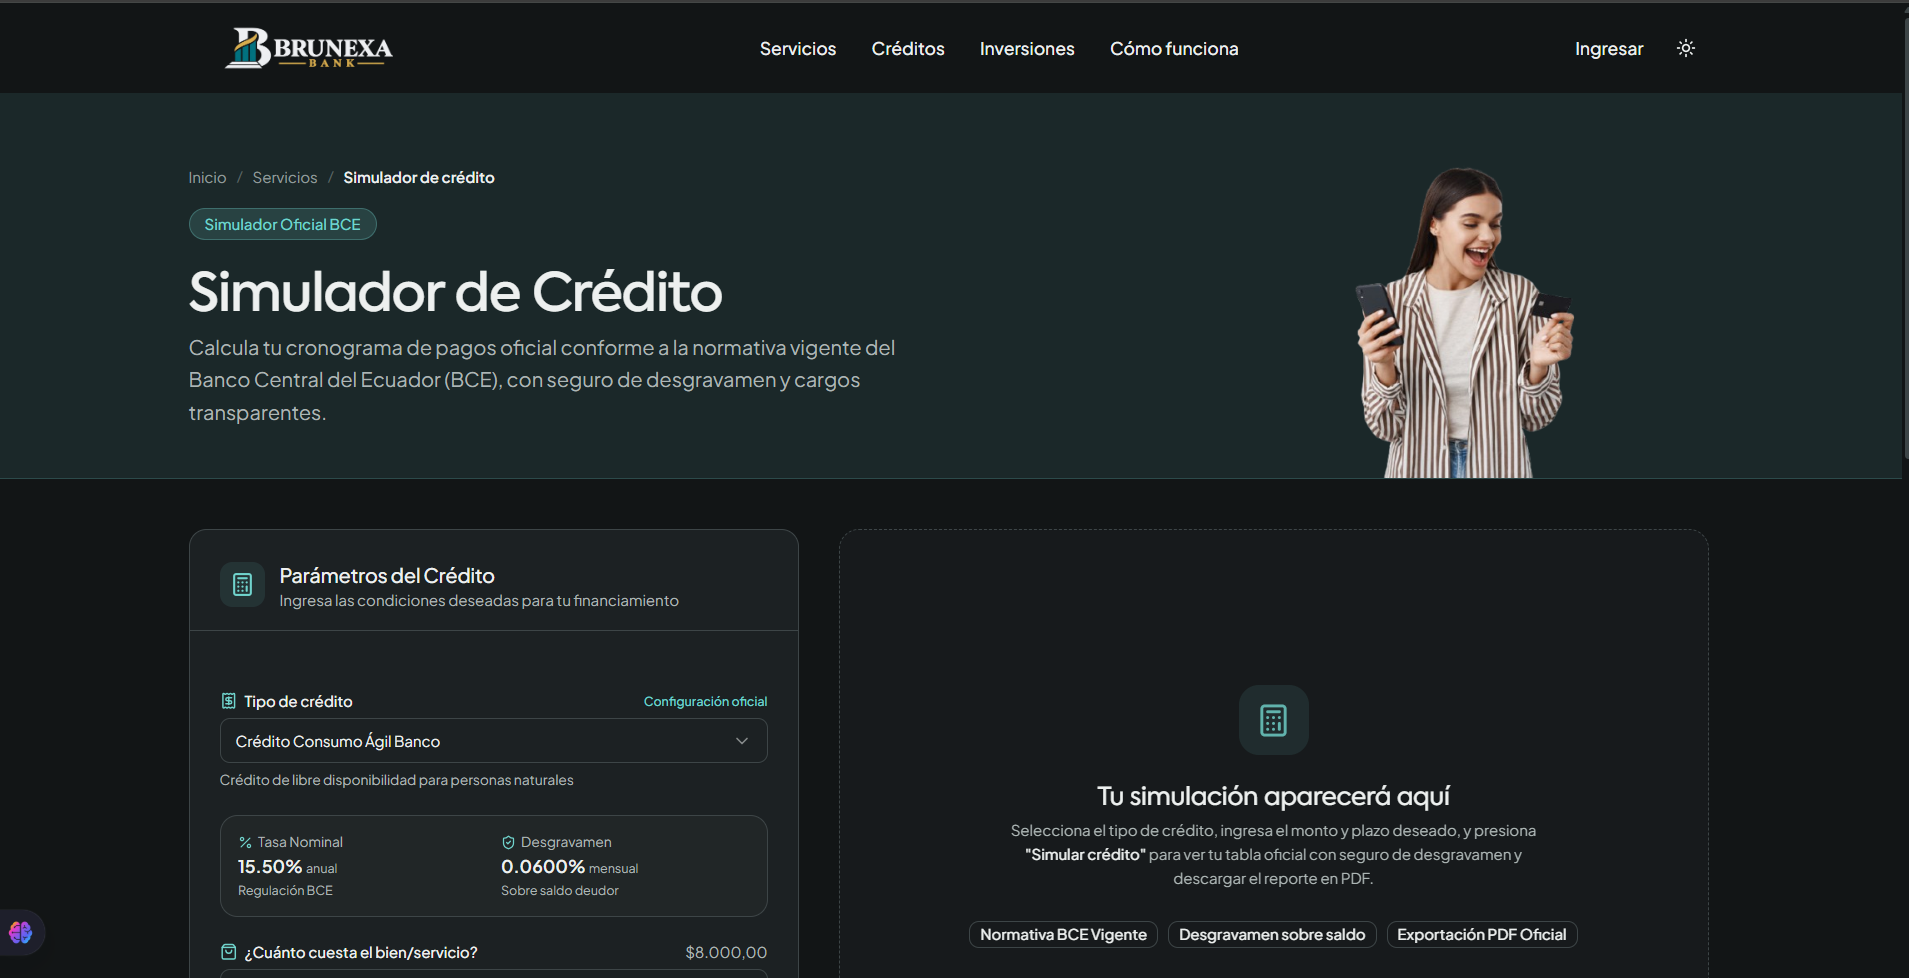 BRUNEXA
BANK
Servicios
Créditos
Inversiones
Cómo funciona
Ingresar
Inicio / Servicios / Simulador de crédito
Simulador Oficial BCE
Simulador de Crédito
Calcula tu cronograma de pagos oficial conforme a la normativa vigente del
Banco Central del Ecuador (BCE), con seguro de desgravamen y cargos
transparentes.
Parámetros del Crédito
Ingresa las condiciones deseadas para tu financiamiento
Tipo de crédito
Configuración oficial
Crédito Consumo Ágil Banco
Crédito de libre disponibilidad para personas naturales
Tasa Nominal
15.50% anual
Regulación BCE
Desgravamen
0.0600% mensual
Sobre saldo deudor
¿Cuánto cuesta el bien/servicio?
$8.000,00
Tu simulación aparecerá aquí
Selecciona el tipo de crédito, ingresa el monto y plazo deseado, y presiona
"Simular crédito" para ver tu tabla oficial con seguro de desgravamen y
descargar el reporte en PDF.
Normativa BCE Vigente
Desgravamen sobre saldo
Exportación PDF Oficial